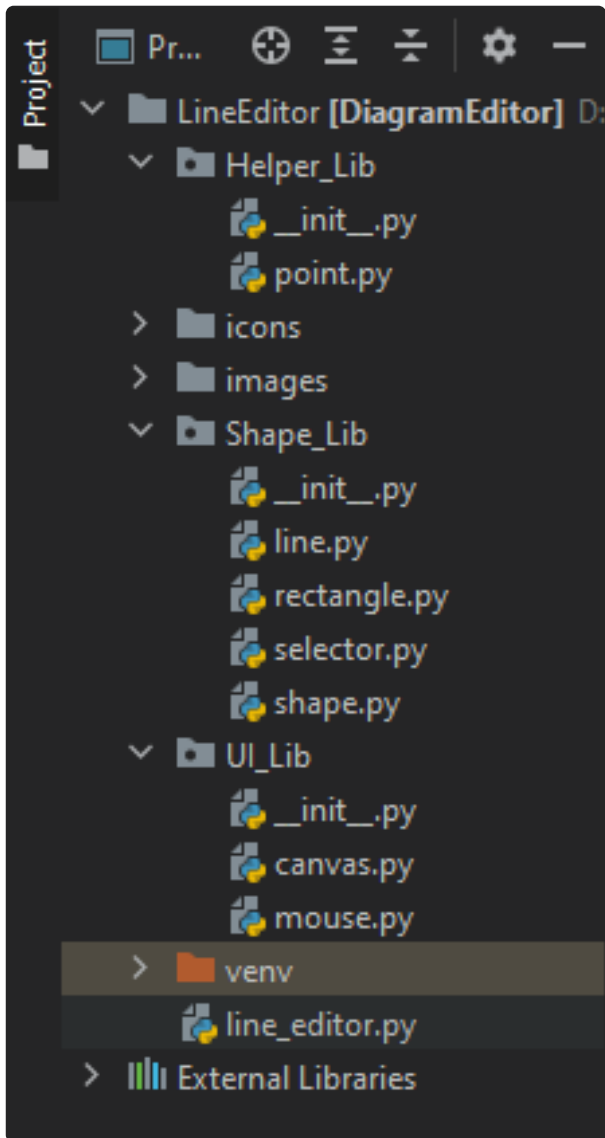 Project
Pr...
LineEditor [DiagramEditor] D:
Helper_Lib
__init__.py
point.py
icons
images
Shape_Lib
__init__.py
line.py
rectangle.py
selector.py
shape.py
UI_Lib
__init__.py
canvas.py
mouse.py
venv
line_editor.py
External Libraries